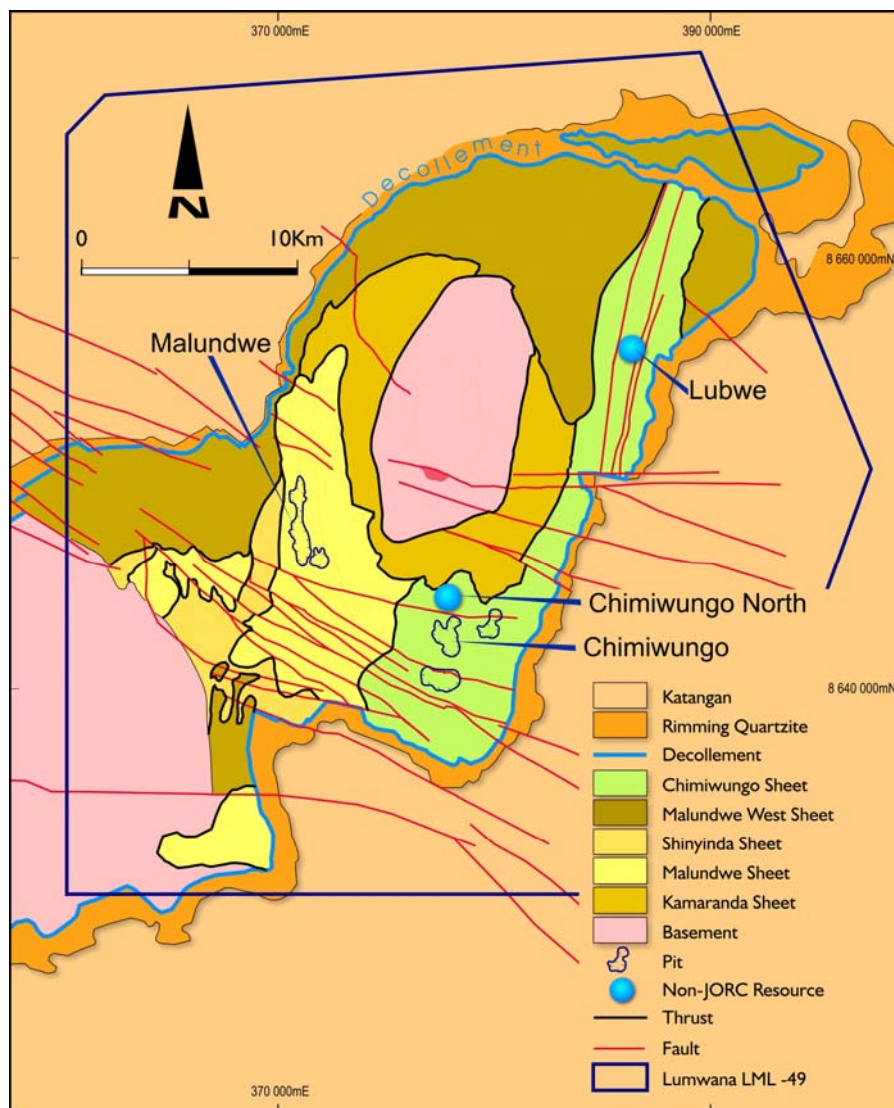 370 000mE
390 000mE
Decollement
N
0
10Km
8 660 000mN
Malundwe
Lubwe
Chimiwungo North
Chimiwungo
8 640 000mN
Katangan
Rimming Quartzite
Decollement
Chimiwungo Sheet
Malundwe West Sheet
Shinyinda Sheet
Malundwe Sheet
Kamaranda Sheet
Basement
Pit
Non-JORC Resource
Thrust
Fault
Lumwana LML -49
370 000mE